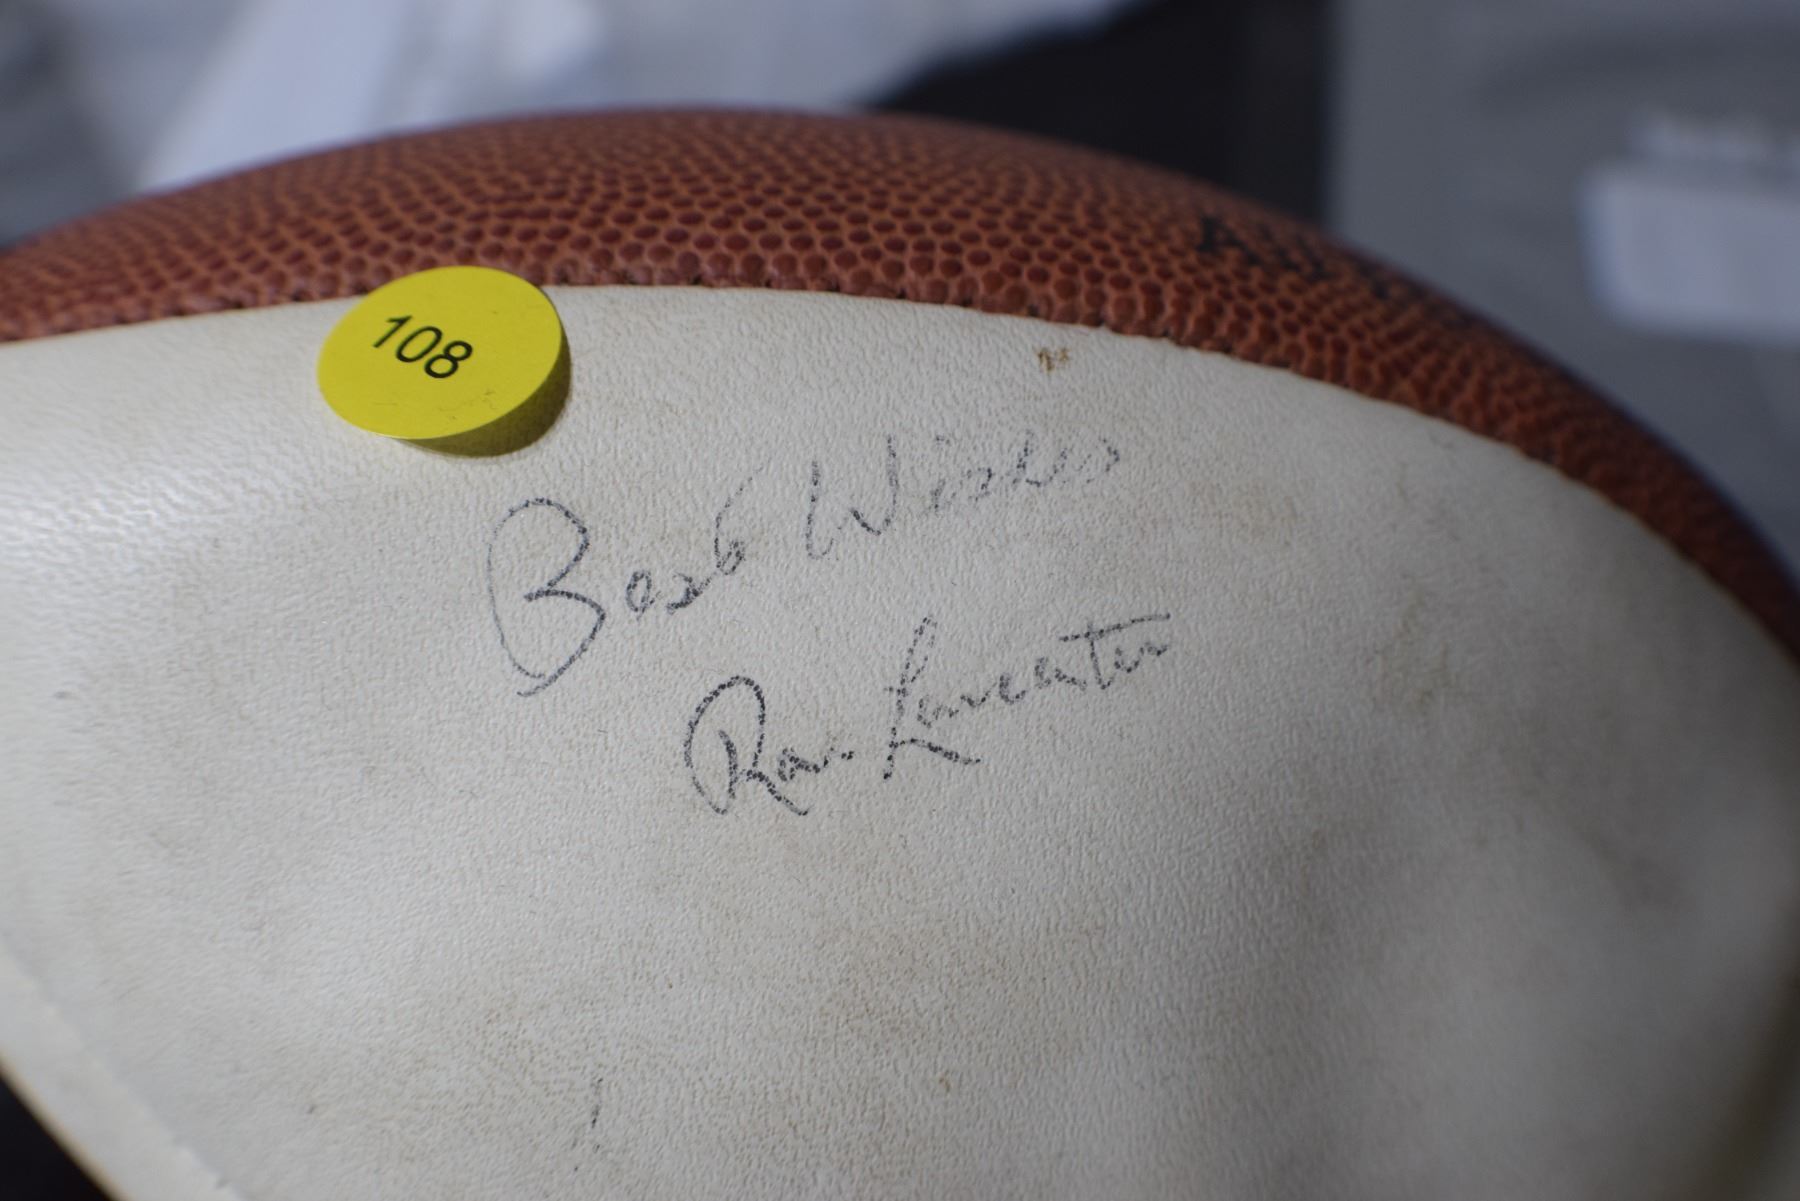 108
Best Wishes
Ron Lancaster